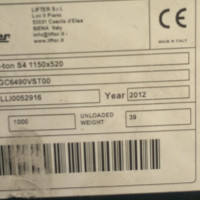 LIFTER S.r.l.
Loc Il Piano
53031 Casole d'Elsa
SIENA Italy
info@lifter.it
www.lifter.it
MADE IN ITALY
CE
-ton S4 1150x520
GC6490VST00
LLI0052916
Year 2012
1000
UNLOADED WEIGHT
39